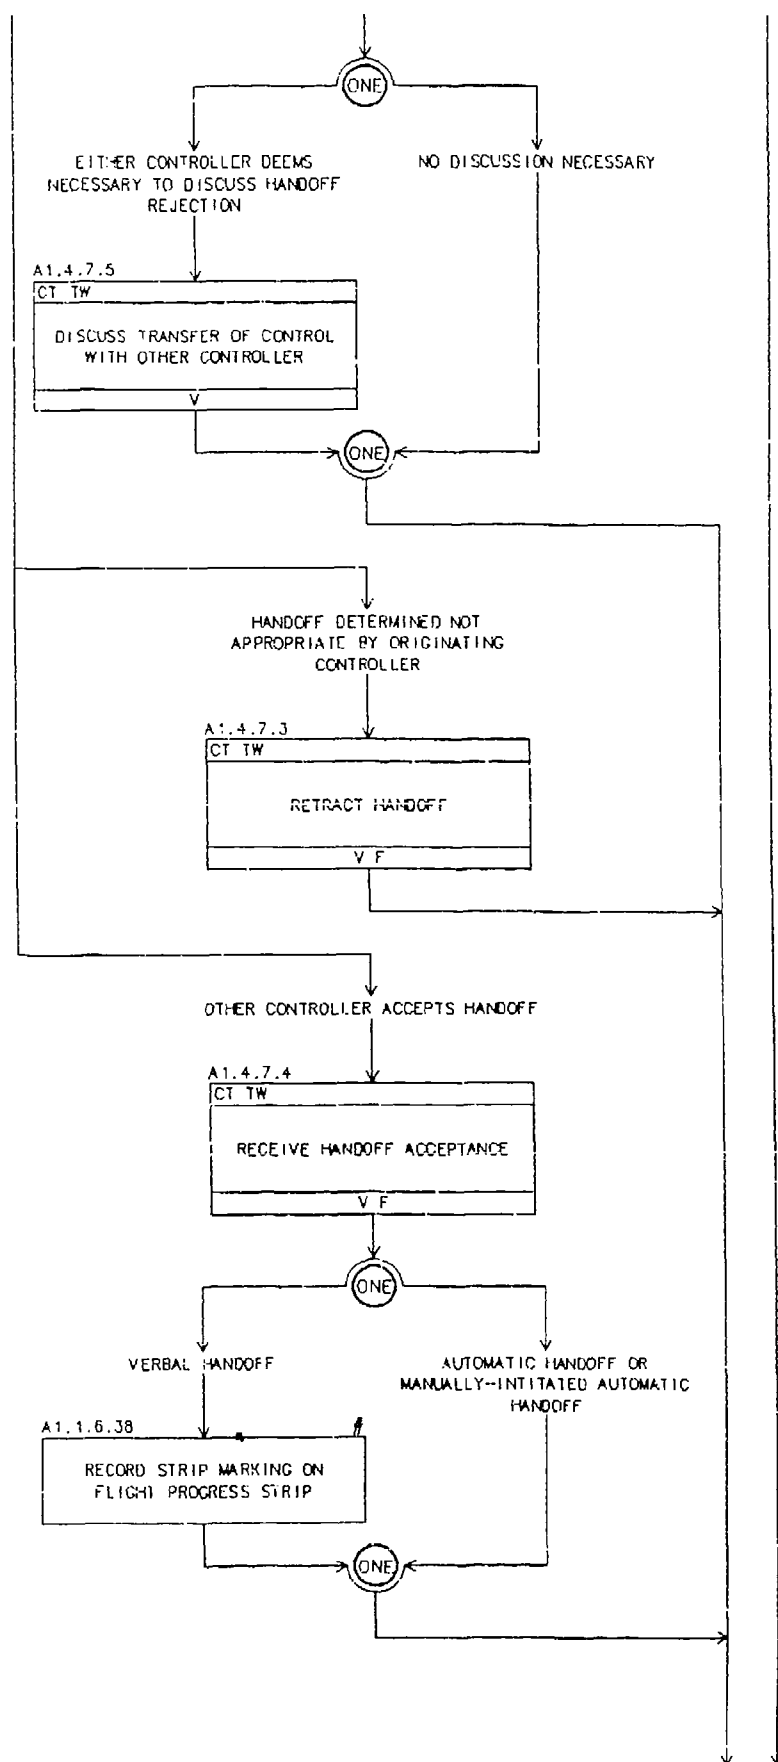 ONE
EITHER CONTROLLER DEEMS
NECESSARY TO DISCUSS HANDOFF
REJECTION
NO DISCUSSION NECESSARY
A1.4.7.5
CT TW
DISCUSS TRANSFER OF CONTROL
WITH OTHER CONTROLLER
V
ONE
HANDOFF DETERMINED NOT
APPROPRIATE BY ORIGINATING
CONTROLLER
A1.4.7.3
CT TW
RETRACT HANDOFF
V F
OTHER CONTROLLER ACCEPTS HANDOFF
A1.4.7.4
CT TW
RECEIVE HANDOFF ACCEPTANCE
V F
ONE
VERBAL HANDOFF
AUTOMATIC HANDOFF OR
MANUALLY-INTITATED AUTOMATIC
HANDOFF
A1.1.6.38
RECORD STRIP MARKING ON
FLIGHT PROGRESS STRIP
ONE